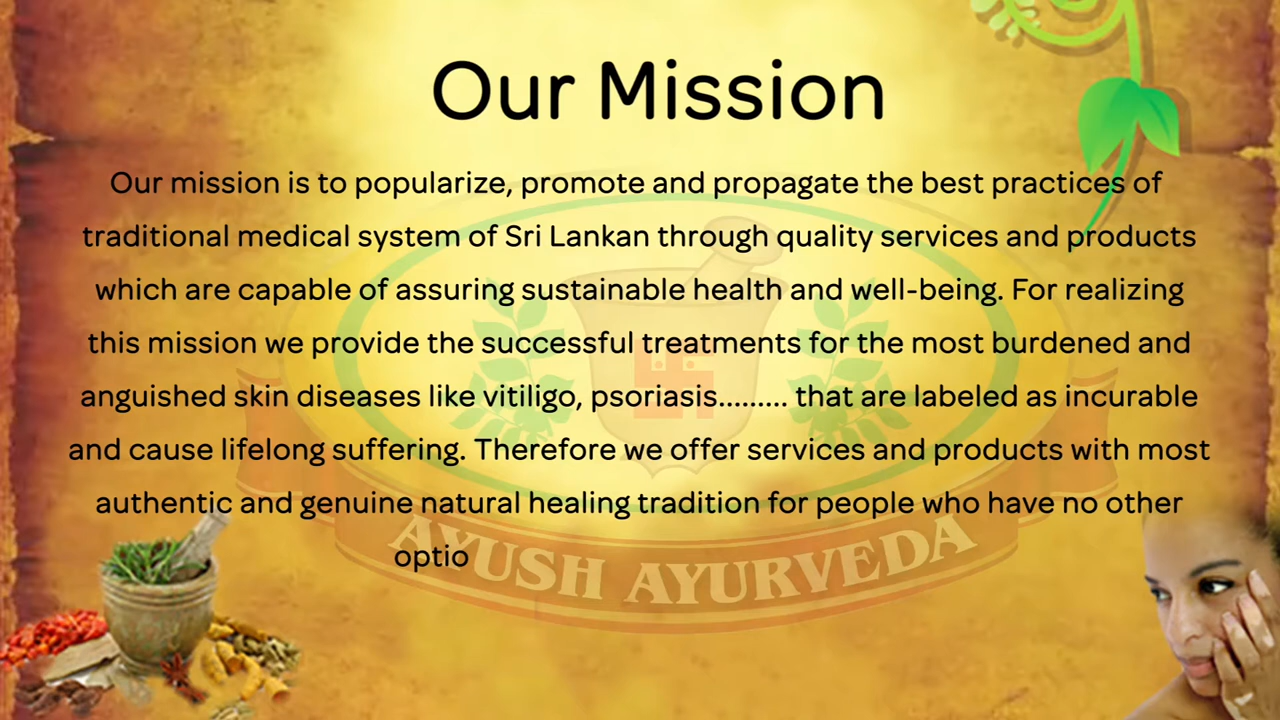 Our Mission
Our mission is to popularize, promote and propagate the best practices of
traditional medical system of Sri Lankan through quality services and products
which are capable of assuring sustainable health and well-being. For realizing
this mission we provide the successful treatments for the most burdened and
anguished skin diseases like vitiligo, psoriasis......... that are labeled as incurable
and cause lifelong suffering. Therefore we offer services and products with most
authentic and genuine natural healing tradition for people who have no other
optio
AYUSH AYURVEDA